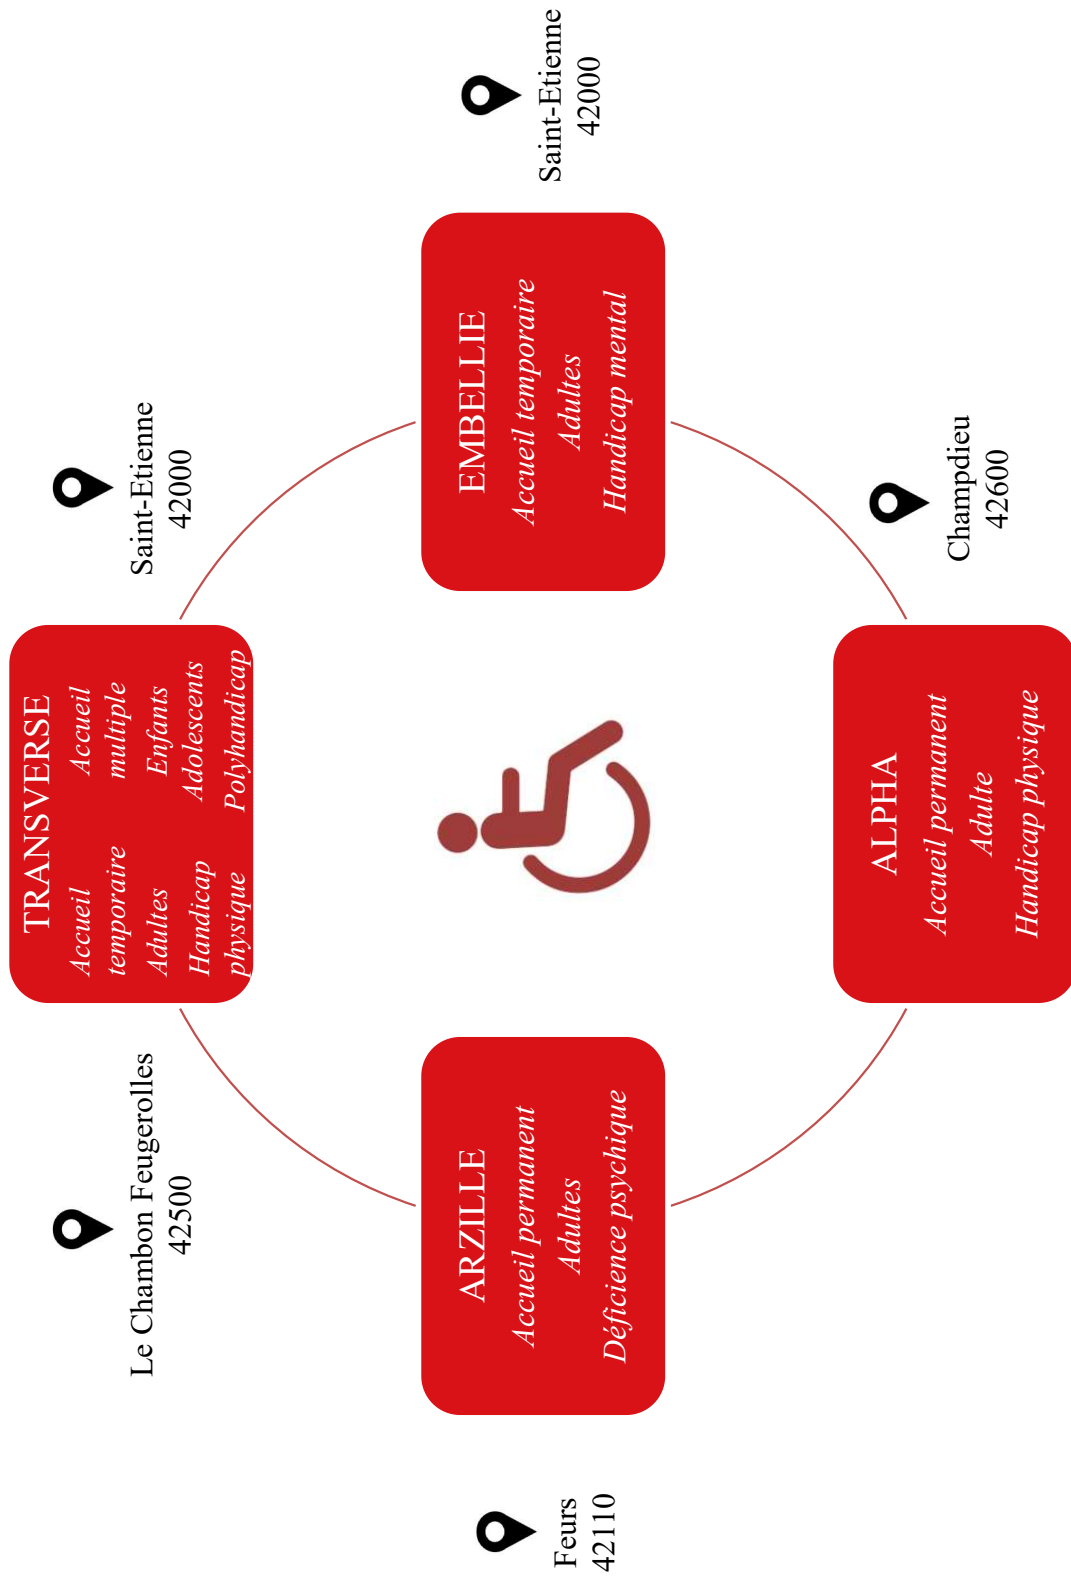 TRANSVERSE
Accueil
temporaire
Adultes
Handicap
physique
Accueil
multiple
Enfants
Adolescents
Polyhandicap
Le Chambon Feugerolles
42500
Saint-Etienne
42000
ARZILLE
Accueil permanent
Adultes
Déficience psychique
Feurs
42110
EMBELLIE
Accueil temporaire
Adultes
Handicap mental
Saint-Etienne
42000
ALPHA
Accueil permanent
Adulte
Handicap physique
Champdieu
42600